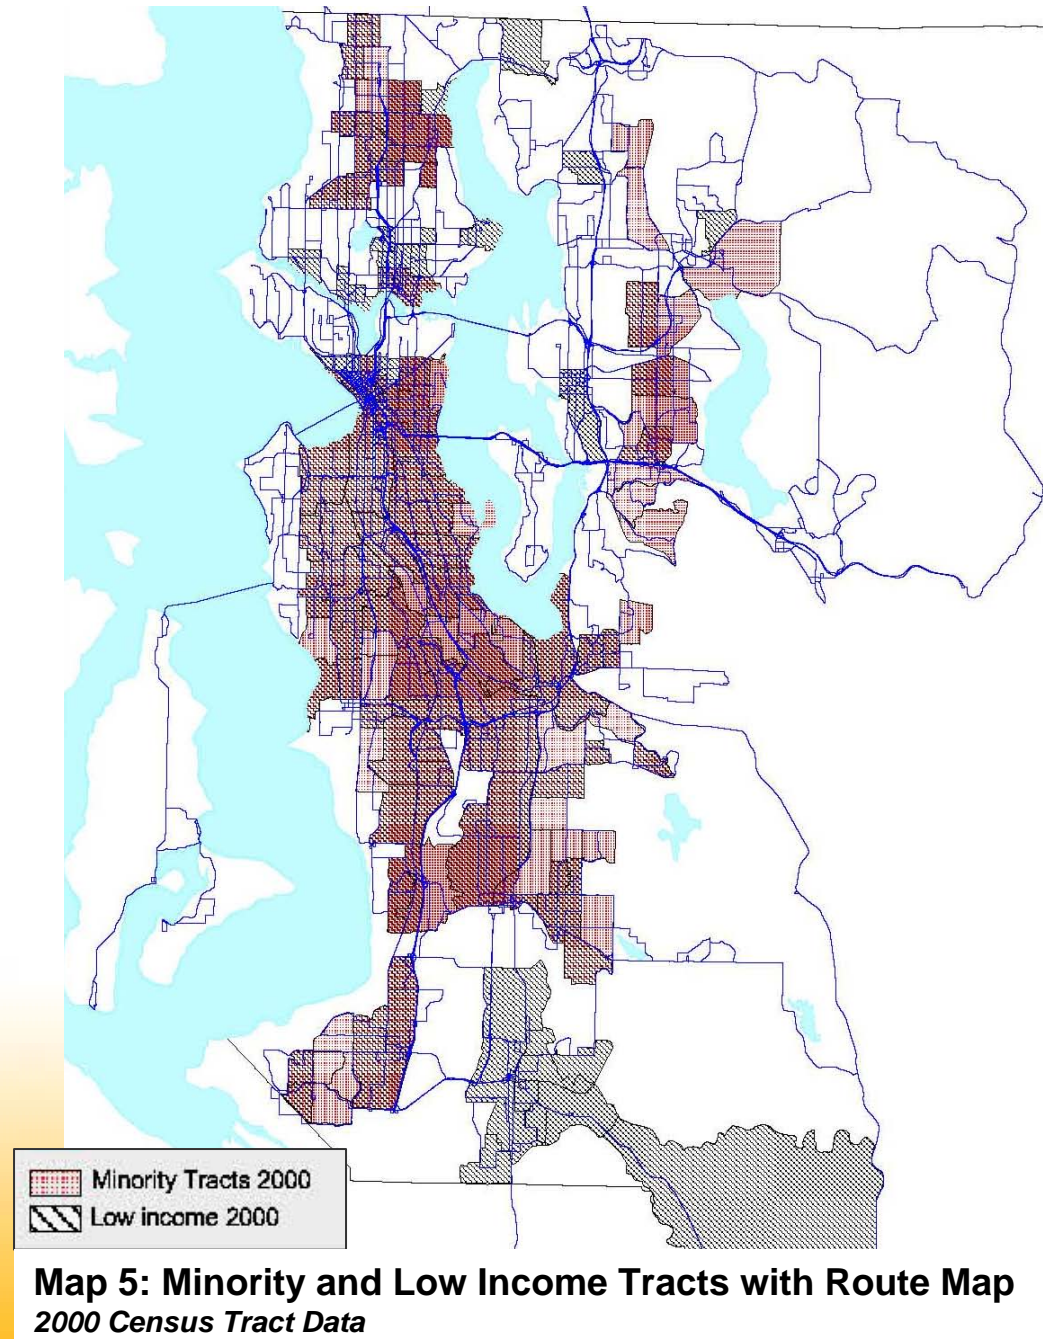 Minority Tracts 2000
Low income 2000
Map 5: Minority and Low Income Tracts with Route Map
2000 Census Tract Data